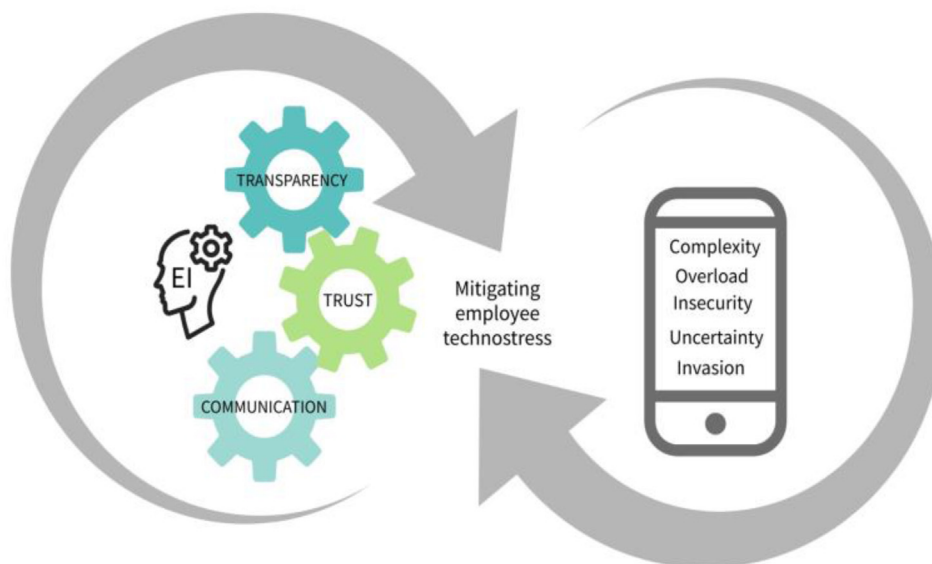 TRANSPARENCY
EI
TRUST
COMMUNICATION
Mitigating
employee
technostress
Complexity
Overload
Insecurity
Uncertainty
Invasion